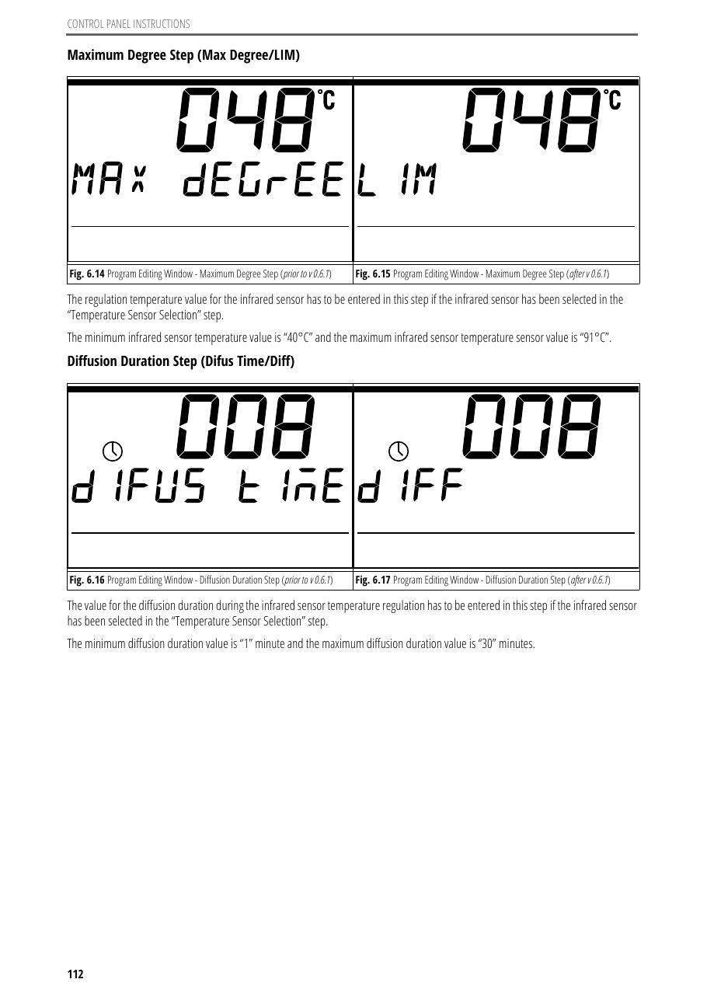 CONTROL PANEL INSTRUCTIONS
Maximum Degree Step (Max Degree/LIM)
048°C
MAX dEGrEE
048°C
LIM
Fig. 6.14 Program Editing Window - Maximum Degree Step (prior to v 0.6.1)
Fig. 6.15 Program Editing Window - Maximum Degree Step (after v 0.6.1)
The regulation temperature value for the infrared sensor has to be entered in this step if the infrared sensor has been selected in the
“Temperature Sensor Selection” step.
The minimum infrared sensor temperature value is “40°C” and the maximum infrared sensor temperature sensor value is “91°C”.
Diffusion Duration Step (Difus Time/Diff)
008
dIFUS tIME
008
dIFF
Fig. 6.16 Program Editing Window - Diffusion Duration Step (prior to v 0.6.1)
Fig. 6.17 Program Editing Window - Diffusion Duration Step (after v 0.6.1)
The value for the diffusion duration during the infrared sensor temperature regulation has to be entered in this step if the infrared sensor
has been selected in the “Temperature Sensor Selection” step.
The minimum diffusion duration value is “1” minute and the maximum diffusion duration value is “30” minutes.
112